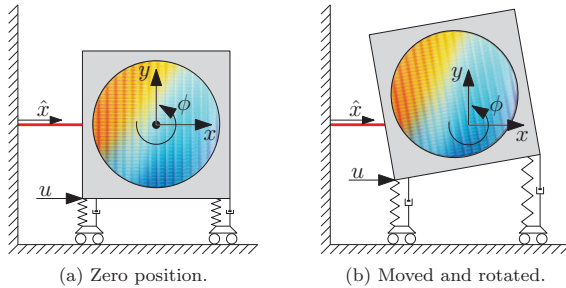 y
x̂
ϕ
x
u
y
x̂
ϕ
x
u
(a) Zero position.
(b) Moved and rotated.